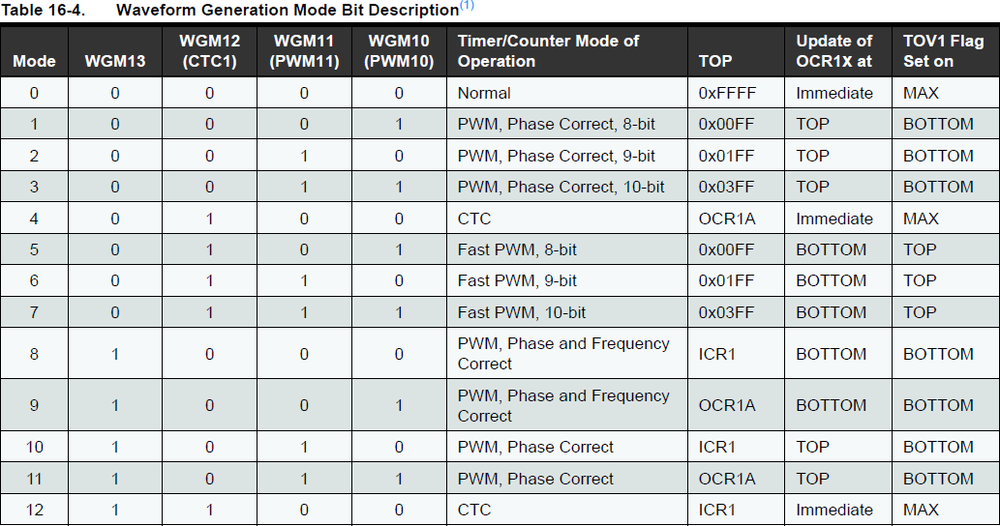 Table 16-4. Waveform Generation Mode Bit Description(1)
Mode WGM13 WGM12 (CTC1) WGM11 (PWM11) WGM10 (PWM10) Timer/Counter Mode of Operation TOP Update of OCR1X at TOV1 Flag Set on
0 0 0 0 0 Normal 0xFFFF Immediate MAX
1 0 0 0 1 PWM, Phase Correct, 8-bit 0x00FF TOP BOTTOM
2 0 0 1 0 PWM, Phase Correct, 9-bit 0x01FF TOP BOTTOM
3 0 0 1 1 PWM, Phase Correct, 10-bit 0x03FF TOP BOTTOM
4 0 1 0 0 CTC OCR1A Immediate MAX
5 0 1 0 1 Fast PWM, 8-bit 0x00FF BOTTOM TOP
6 0 1 1 0 Fast PWM, 9-bit 0x01FF BOTTOM TOP
7 0 1 1 1 Fast PWM, 10-bit 0x03FF BOTTOM TOP
8 1 0 0 0 PWM, Phase and Frequency Correct ICR1 BOTTOM BOTTOM
9 1 0 0 1 PWM, Phase and Frequency Correct OCR1A BOTTOM BOTTOM
10 1 0 1 0 PWM, Phase Correct ICR1 TOP BOTTOM
11 1 0 1 1 PWM, Phase Correct OCR1A TOP BOTTOM
12 1 1 0 0 CTC ICR1 Immediate MAX